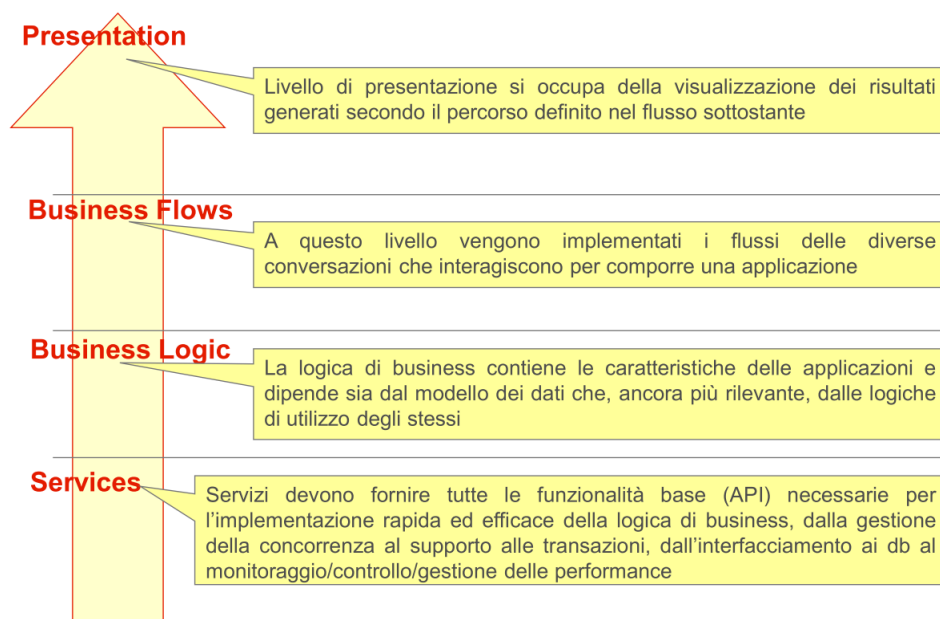 Presentation
Livello di presentazione si occupa della visualizzazione dei risultati
generati secondo il percorso definito nel flusso sottostante
Business Flows
A questo livello vengono implementati i flussi delle diverse
conversazioni che interagiscono per comporre una applicazione
Business Logic
La logica di business contiene le caratteristiche delle applicazioni e
dipende sia dal modello dei dati che, ancora più rilevante, dalle logiche
di utilizzo degli stessi
Services
Servizi devono fornire tutte le funzionalità base (API) necessarie per
l’implementazione rapida ed efficace della logica di business, dalla gestione
della concorrenza al supporto alle transazioni, dall’interfacciamento ai db al
monitoraggio/controllo/gestione delle performance